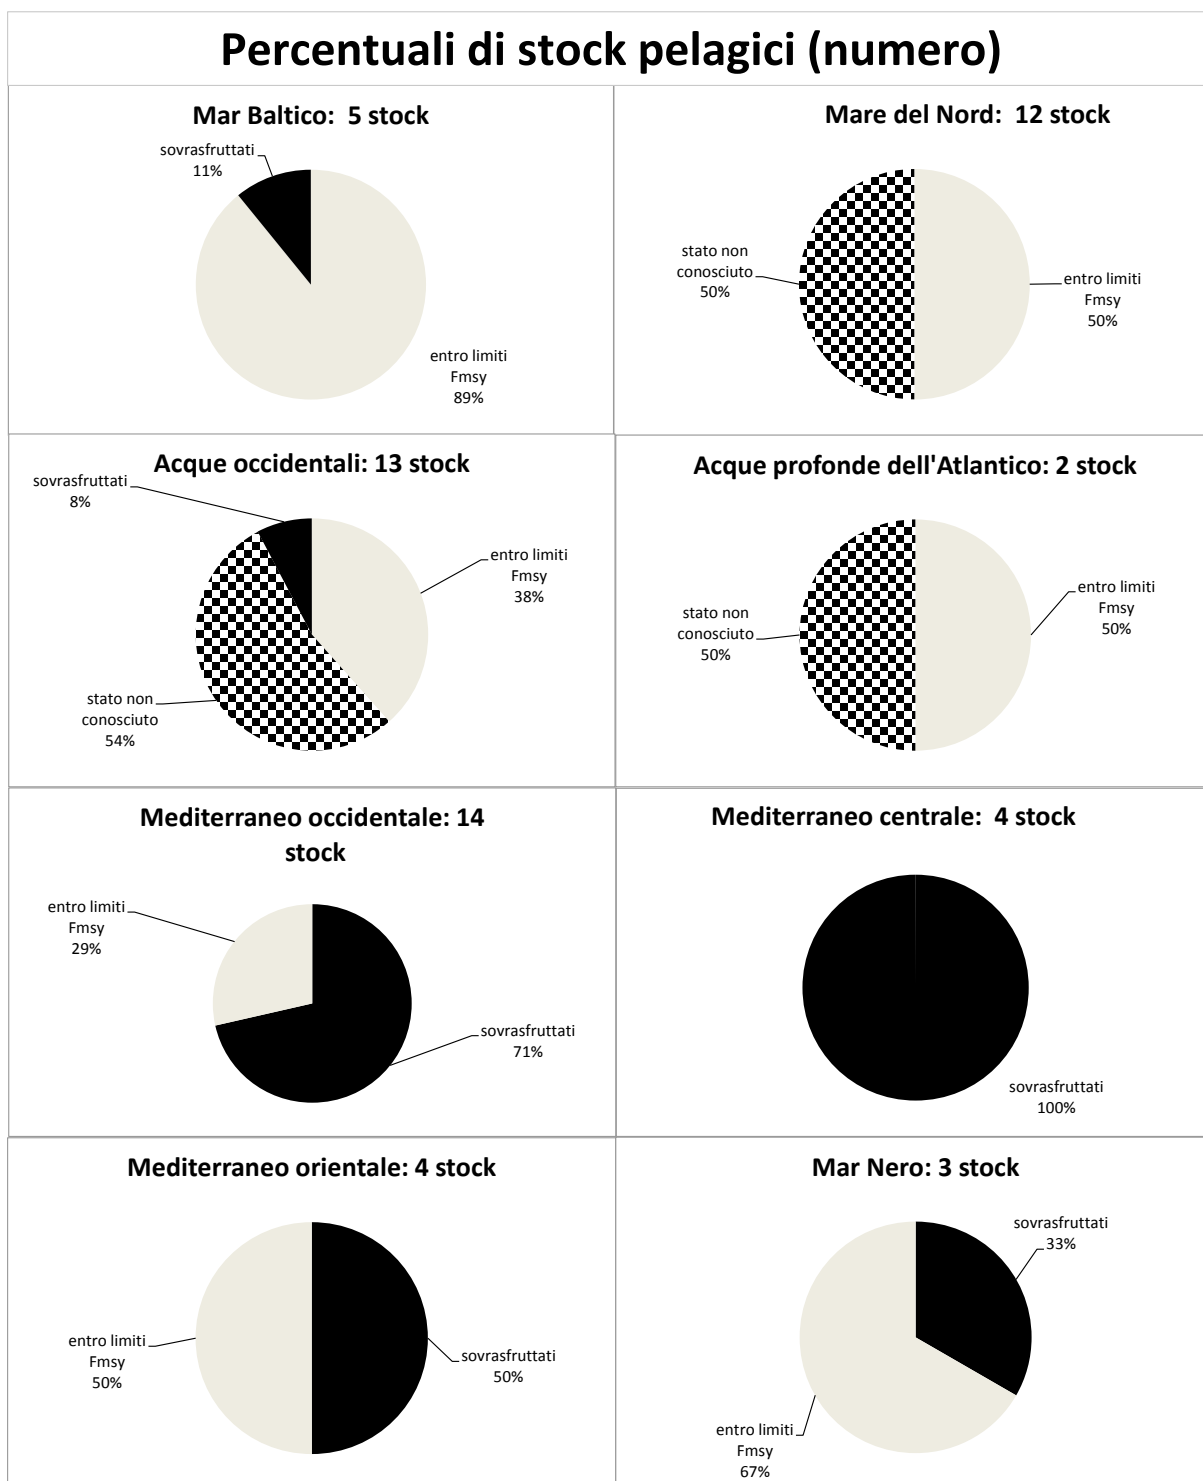 Percentuali di stock pelagici (numero)
Mar Baltico: 5 stock
sovrasfruttati
11%
entro limiti
Fmsy
89%
Mare del Nord: 12 stock
stato non
conosciuto
50%
entro limiti
Fmsy
50%
Acque occidentali: 13 stock
sovrasfruttati
8%
entro limiti
Fmsy
38%
stato non
conosciuto
54%
Acque profonde dell'Atlantico: 2 stock
stato non
conosciuto
50%
entro limiti
Fmsy
50%
Mediterraneo occidentale: 14
stock
entro limiti
Fmsy
29%
sovrasfruttati
71%
Mediterraneo centrale: 4 stock
sovrasfruttati
100%
Mediterraneo orientale: 4 stock
entro limiti
Fmsy
50%
sovrasfruttati
50%
Mar Nero: 3 stock
sovrasfruttati
33%
entro limiti
Fmsy
67%